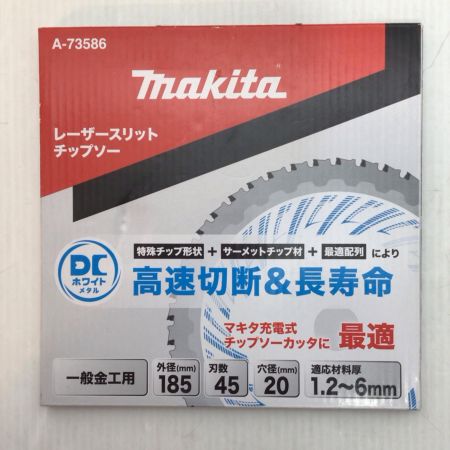 A-73586
makita
レーザースリット
チップソー
特殊チップ形状 + サーメットチップ材 + 最適配列 により
DC
ホワイト
メタル
高速切断&長寿命
マキタ充電式
チップソーカッタに 最適
一般金工用
外径(mm) 185
刃数 45
穴径(mm) 20
適応材料厚 1.2~6mm